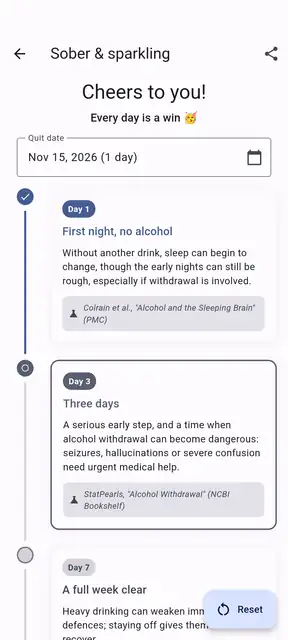 Sober & sparkling
Cheers to you!
Every day is a win 🥳
Quit date
Nov 15, 2026 (1 day)
Day 1
First night, no alcohol
Without another drink, sleep can begin to
change, though the early nights can still be
rough, especially if withdrawal is involved.
Colrain et al., "Alcohol and the Sleeping Brain"
(PMC)
Day 3
Three days
A serious early step, and a time when
alcohol withdrawal can become dangerous:
seizures, hallucinations or severe confusion
need urgent medical help.
StatPearls, "Alcohol Withdrawal" (NCBI
Bookshelf)
Day 7
A full week clear
Heavy drinking can weaken
defences; staying off gives
recover
Reset